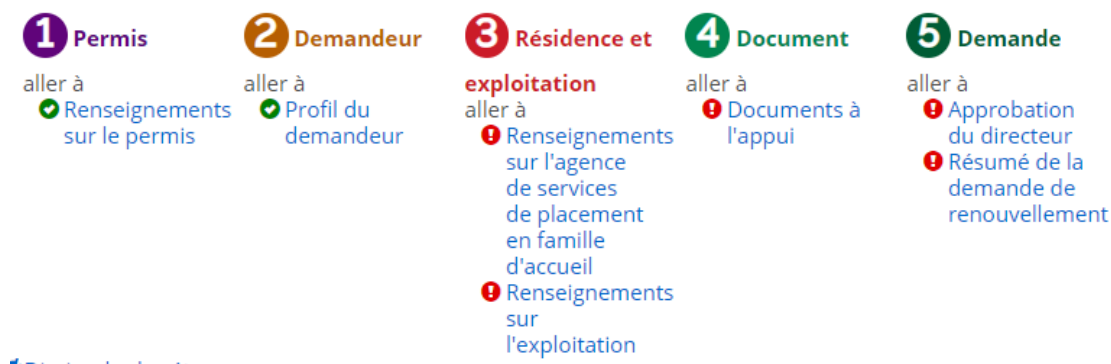 1 Permis
aller à
Renseignements
sur le permis
2 Demandeur
aller à
Profil du
demandeur
3 Résidence et
exploitation
aller à
Renseignements
sur l'agence
de services
de placement
en famille
d'accueil
Renseignements
sur
l'exploitation
4 Document
aller à
Documents à
l'appui
5 Demande
aller à
Approbation
du directeur
Résumé de la
demande de
renouvellement